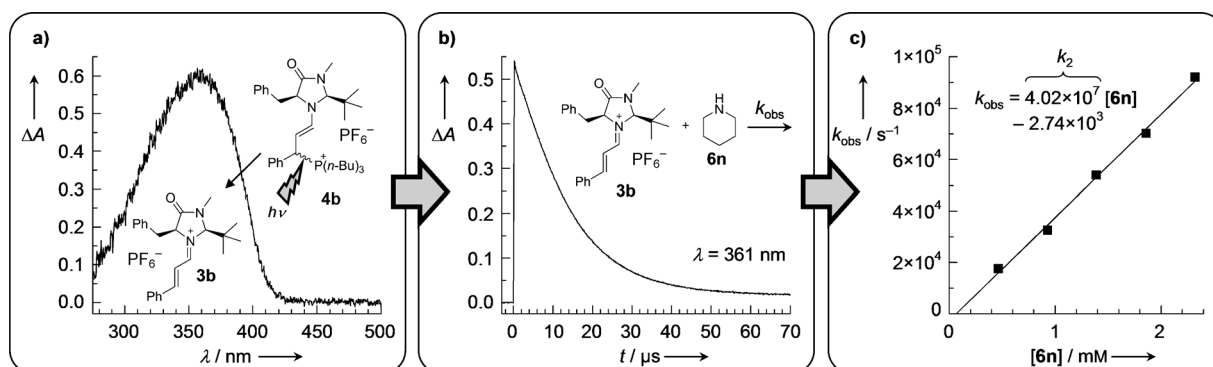 a)
0.6
0.5
0.4
0.3
0.2
0.1
0.0
ΔA
300 350 400 450 500
λ / nm
O
N
Ph
N
PF₆⁻
Ph
P⁺(n-Bu)₃
hν
4b
O
N
Ph
N⁺
PF₆⁻
Ph
3b
b)
0.5
0.4
0.3
0.2
0.1
0.0
ΔA
0 10 20 30 40 50 60 70
t / µs
O
N
Ph
N⁺
PF₆⁻
Ph
3b
+
H
N
6n
kobs
λ = 361 nm
c)
1×10⁵
8×10⁴
6×10⁴
4×10⁴
2×10⁴
0
kobs / s⁻¹
k₂
kobs = 4.02×10⁷ [6n]
− 2.74×10³
0 1 2
[6n] / mM